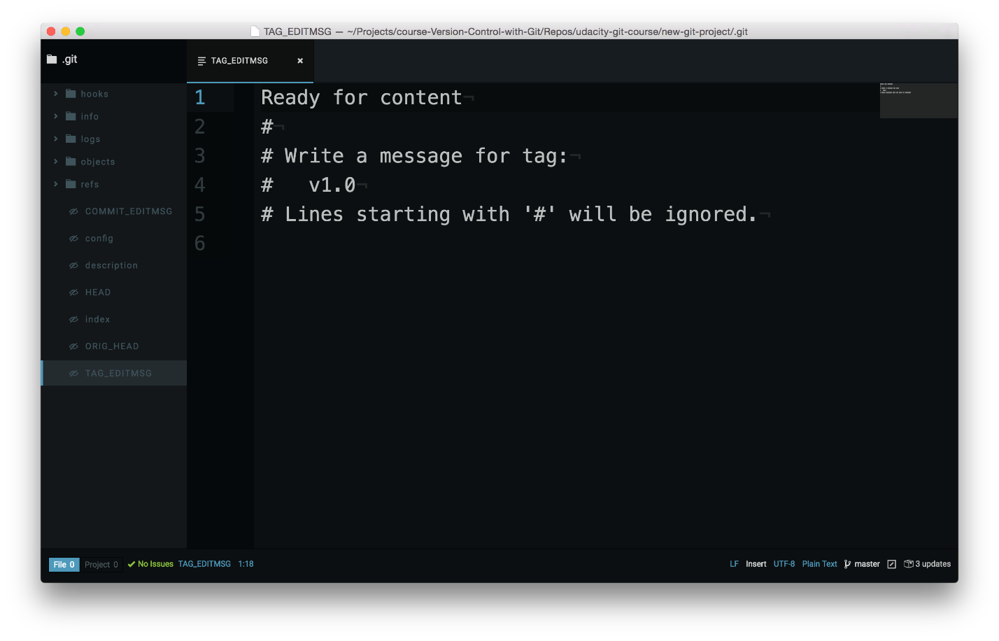 TAG_EDITMSG — ~/Projects/course-Version-Control-with-Git/Repos/udacity-git-course/new-git-project/.git
.git
TAG_EDITMSG
hooks
info
logs
objects
refs
COMMIT_EDITMSG
config
description
HEAD
index
ORIG_HEAD
TAG_EDITMSG
1 Ready for content¬
2 #¬
3 # Write a message for tag:¬
4 #   v1.0¬
5 # Lines starting with '#' will be ignored.¬
6
File 0 Project 0 No Issues TAG_EDITMSG 1:18 LF Insert UTF-8 Plain Text master 3 updates